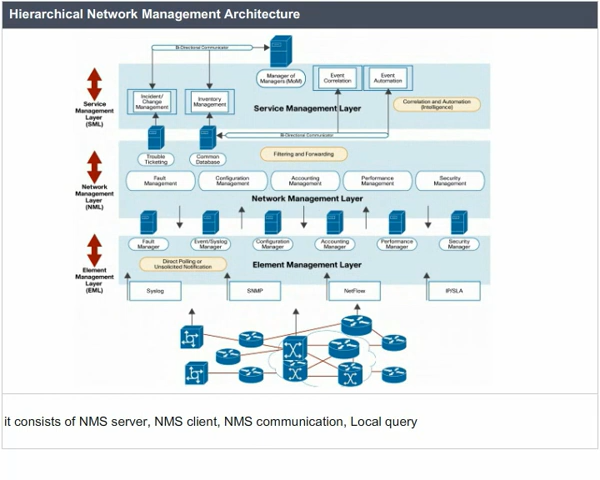 Hierarchical Network Management Architecture
Bi-Directional Communicator
Manager of
Managers (MoM)
Event
Correlation
Event
Automation
Service
Management
Layer
(SML)
Incident/
Change
Management
Inventory
Management
Service Management Layer
Correlation and Automation
(Intelligence)
Bi-Directional Communicator
Trouble
Ticketing
Common
Database
Filtering and Forwarding
Network
Management
Layer
(NML)
Fault
Management
Configuration
Management
Accounting
Management
Performance
Management
Security
Management
Network Management Layer
Fault
Manager
Event/Syslog
Manager
Configuration
Manager
Accounting
Manager
Performance
Manager
Security
Manager
Element
Management
Layer
(EML)
Direct Polling or
Unsolicited Notification
Element Management Layer
Syslog
SNMP
NetFlow
IP/SLA
it consists of NMS server, NMS client, NMS communication, Local query